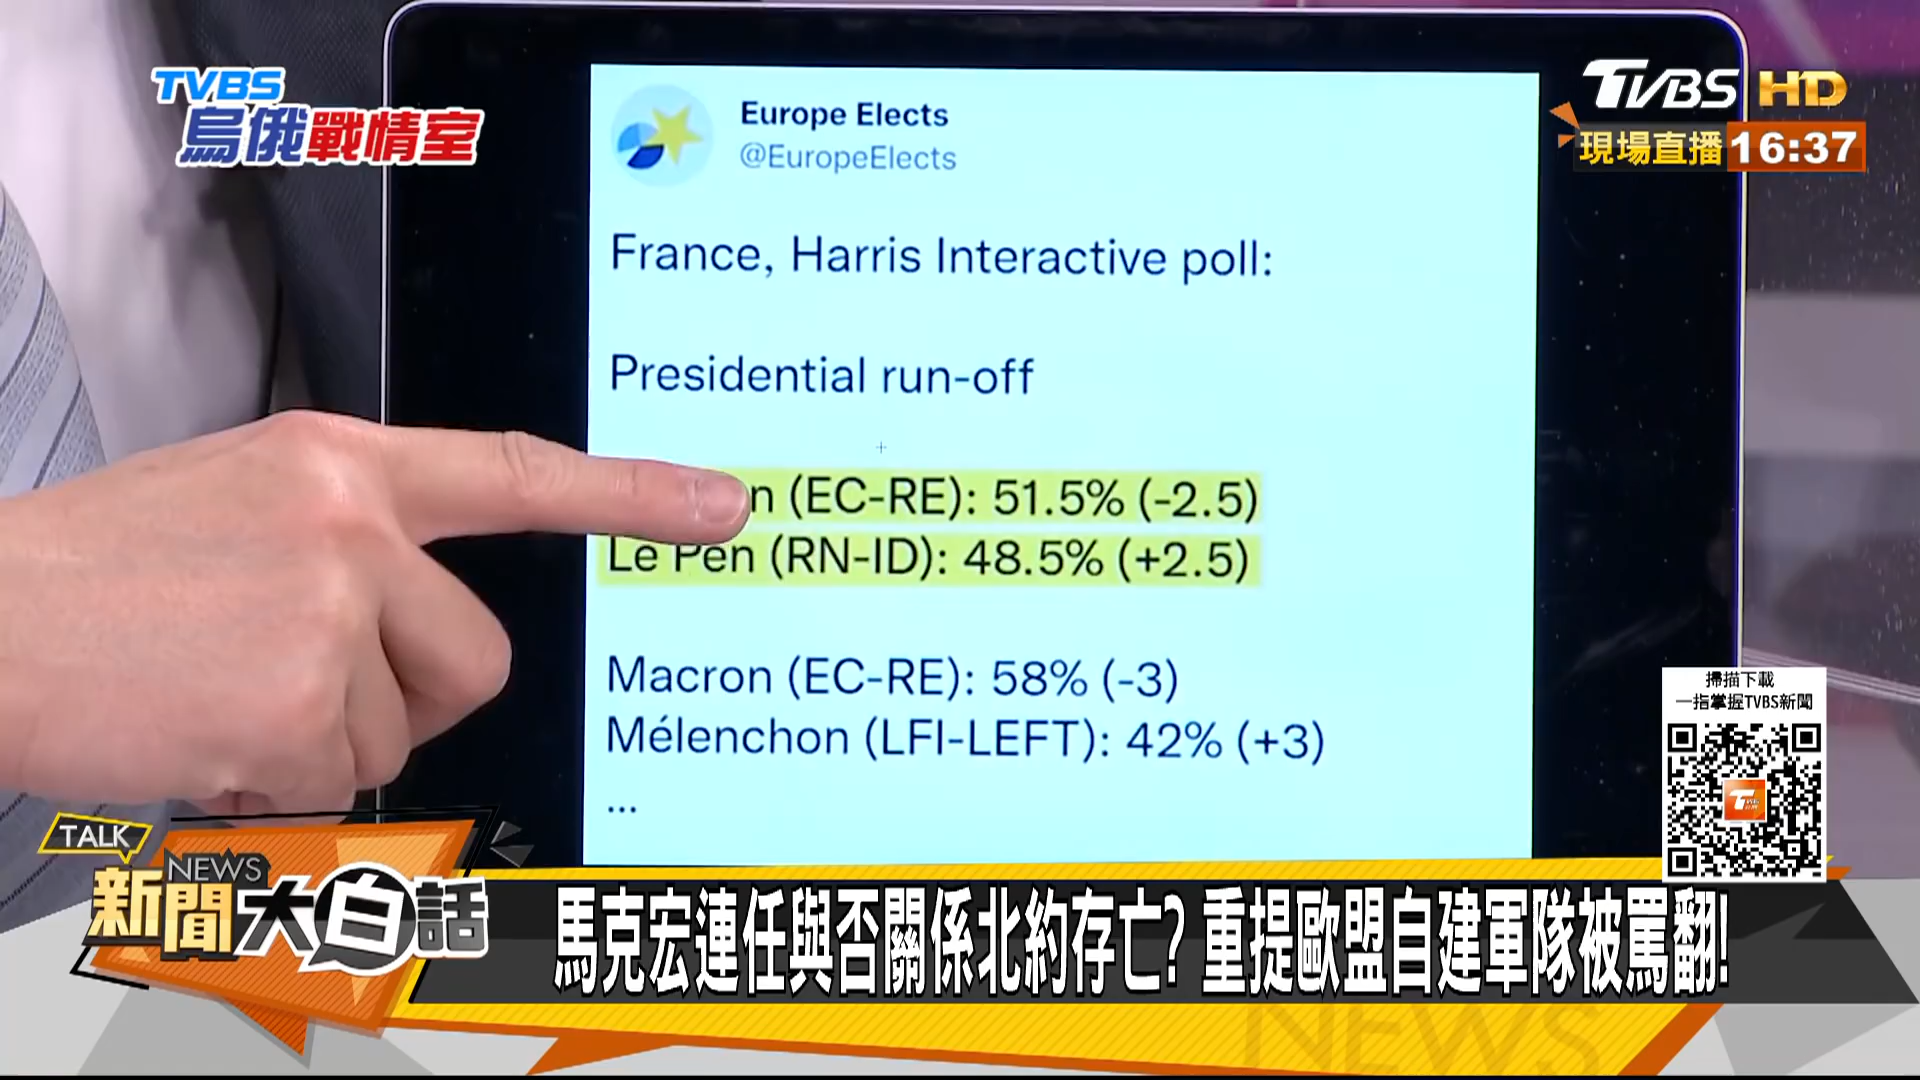 TVBS
烏俄戰情室
TVBS HD
現場直播 16:37
Europe Elects
@EuropeElects
France, Harris Interactive poll:
Presidential run-off
n (EC-RE): 51.5% (-2.5)
Le Pen (RN-ID): 48.5% (+2.5)
Macron (EC-RE): 58% (-3)
Mélenchon (LFI-LEFT): 42% (+3)
...
掃描下載
一指掌握TVBS新聞
TALK
NEWS
新聞大白話
馬克宏連任與否關係北約存亡? 重提歐盟自建軍隊被罵翻!
NEWS